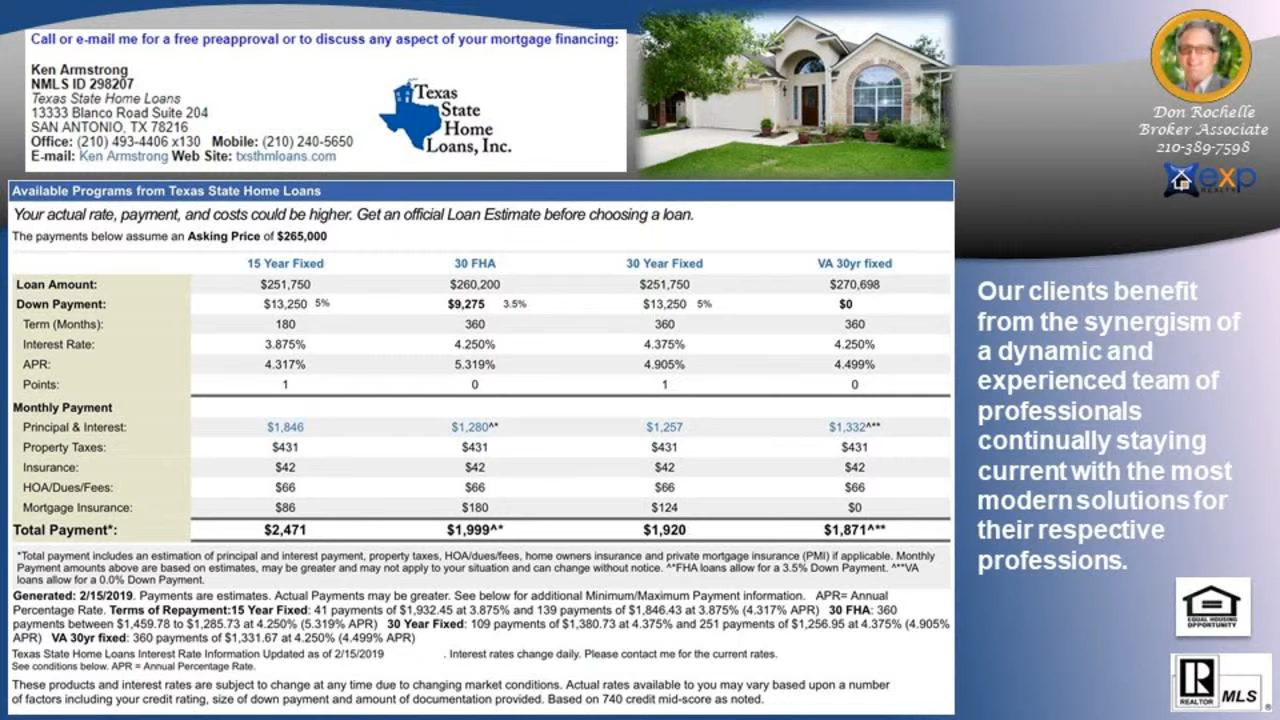 Call or e-mail me for a free preapproval or to discuss any aspect of your mortgage financing:
Ken Armstrong
NMLS ID 298207
Texas State Home Loans
13333 Blanco Road Suite 204
SAN ANTONIO, TX 78216
Office: (210) 493-4406 x130 Mobile: (210) 240-5650
E-mail: Ken Armstrong Web Site: txsthmloans.com
Texas
State
Home
Loans, Inc.
Don Rochelle
Broker Associate
210-389-7598
exp
REALTY
Available Programs from Texas State Home Loans
Your actual rate, payment, and costs could be higher. Get an official Loan Estimate before choosing a loan.
The payments below assume an Asking Price of $265,000
15 Year Fixed 30 FHA 30 Year Fixed VA 30yr fixed
Loan Amount: $251,750 $260,200 $251,750 $270,698
Down Payment: $13,250 5% $9,275 3.5% $13,250 5% $0
Term (Months): 180 360 360 360
Interest Rate: 3.875% 4.250% 4.375% 4.250%
APR: 4.317% 5.319% 4.905% 4.499%
Points: 1 0 1 0
Monthly Payment
Principal & Interest: $1,846 $1,280^* $1,257 $1,332^**
Property Taxes: $431 $431 $431 $431
Insurance: $42 $42 $42 $42
HOA/Dues/Fees: $66 $66 $66 $66
Mortgage Insurance: $86 $180 $124 $0
Total Payment*: $2,471 $1,999^* $1,920 $1,871^**
*Total payment includes an estimation of principal and interest payment, property taxes, HOA/dues/fees, home owners insurance and private mortgage insurance (PMI) if applicable. Monthly
Payment amounts above are based on estimates, may be greater and may not apply to your situation and can change without notice. ^*FHA loans allow for a 3.5% Down Payment. ^**VA
loans allow for a 0.0% Down Payment.
Generated: 2/15/2019. Payments are estimates. Actual Payments may be greater. See below for additional Minimum/Maximum Payment information. APR= Annual
Percentage Rate. Terms of Repayment:15 Year Fixed: 41 payments of $1,932.45 at 3.875% and 139 payments of $1,846.43 at 3.875% (4.317% APR) 30 FHA: 360
payments between $1,459.78 to $1,285.73 at 4.250% (5.319% APR) 30 Year Fixed: 109 payments of $1,380.73 at 4.375% and 251 payments of $1,256.95 at 4.375% (4.905%
APR) VA 30yr fixed: 360 payments of $1,331.67 at 4.250% (4.499% APR)
Texas State Home Loans Interest Rate Information Updated as of 2/15/2019 . Interest rates change daily. Please contact me for the current rates.
See conditions below. APR = Annual Percentage Rate.
These products and interest rates are subject to change at any time due to changing market conditions. Actual rates available to you may vary based upon a number
of factors including your credit rating, size of down payment and amount of documentation provided. Based on 740 credit mid-score as noted.
Our clients benefit
from the synergism of
a dynamic and
experienced team of
professionals
continually staying
current with the most
modern solutions for
their respective
professions.
EQUAL HOUSING
OPPORTUNITY
R
REALTOR
MLS
®